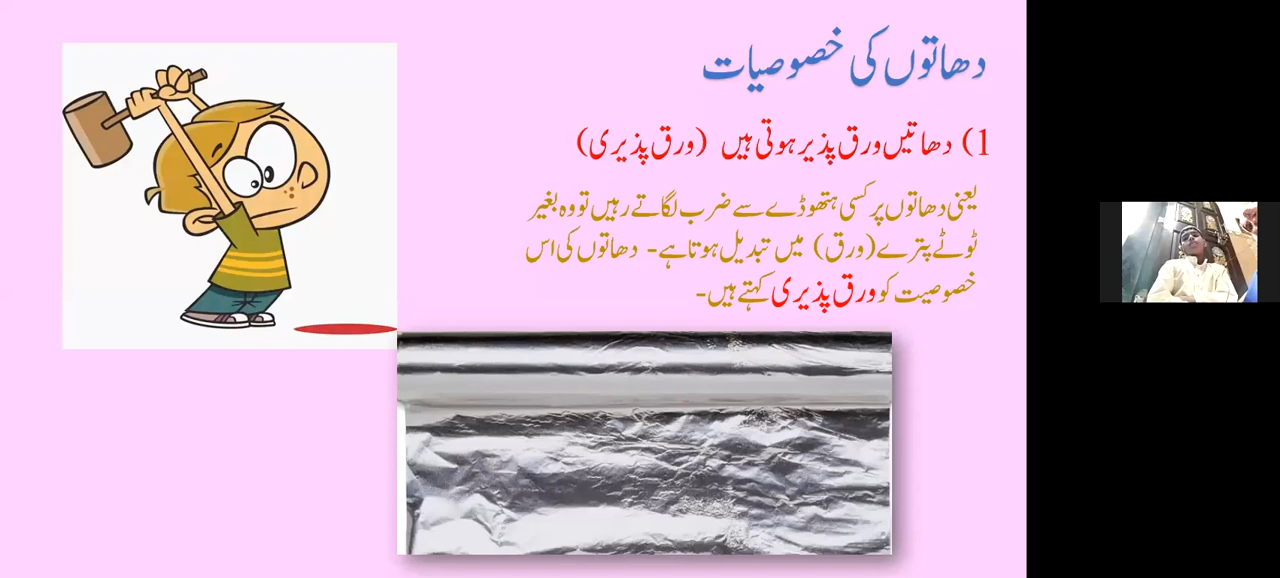 دھاتوں کی خصوصیات
1) دھاتیں ورق پذیر ہوتی ہیں (ورق پذیری)
یعنی دھاتوں پر کسی ہتھوڈے سے ضرب لگاتے رہیں تو وہ بغیر
ٹوٹے پترے (ورق) میں تبدیل ہوتا ہے۔ دھاتوں کی اس
خصوصیت کو ورق پذیری کہتے ہیں۔